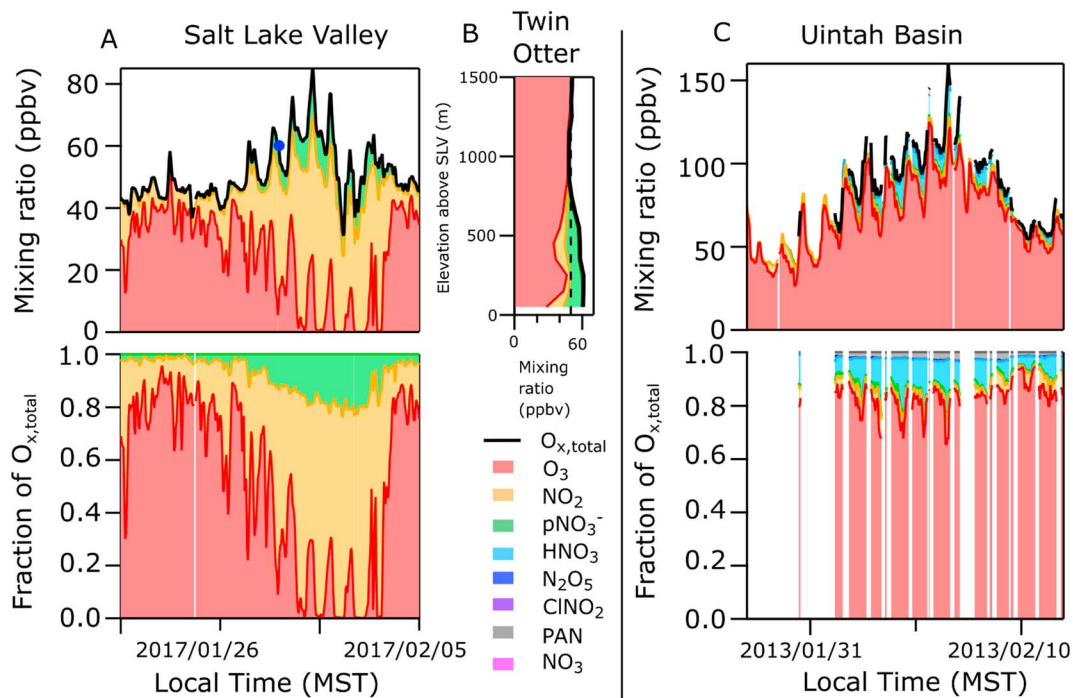 A
Salt Lake Valley
B
Twin
Otter
C
Uintah Basin
Mixing ratio (ppbv)
80
60
40
20
0
Elevation above SLV (m)
1500
1000
500
0
0
60
Mixing
ratio
(ppbv)
Mixing ratio (ppbv)
150
100
50
0
Fraction of Ox,total
1.0
0.8
0.6
0.4
0.2
0.0
2017/01/26
2017/02/05
Local Time (MST)
Ox,total
O3
NO2
pNO3-
HNO3
N2O5
ClNO2
PAN
NO3
Fraction of Ox,total
1.0
0.8
0.6
0.4
0.2
0.0
2013/01/31
2013/02/10
Local Time (MST)